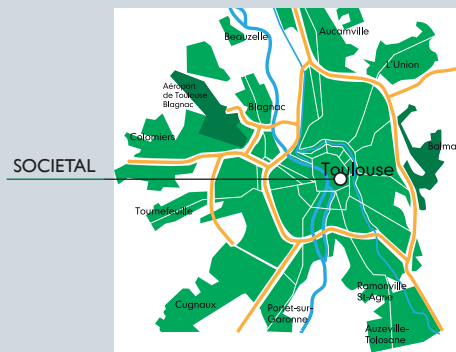 Beauzelle
Aucamville
L'Union
Aéroport
de Toulouse
Blagnac
Blagnac
Colomiers
Balma
SOCIETAL
Toulouse
Tournefeuille
Ramonville
St-Agne
Cugnaux
Portet-sur-
Garonne
Auzeville-
Tolosane